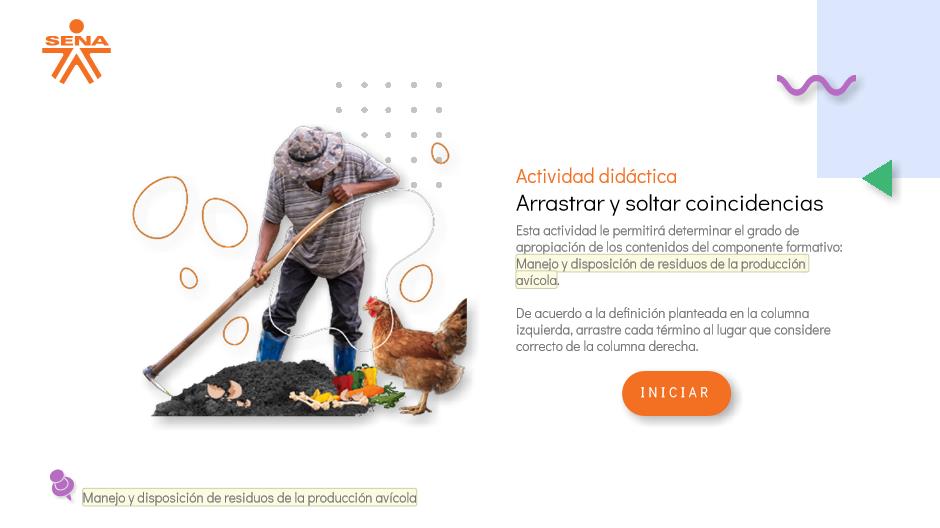 SENA
Actividad didáctica
Arrastrar y soltar coincidencias
Esta actividad le permitirá determinar el grado de
apropiación de los contenidos del componente formativo:
Manejo y disposición de residuos de la producción
avícola.
De acuerdo a la definición planteada en la columna
izquierda, arrastre cada término al lugar que considere
correcto de la columna derecha.
INICIAR
Manejo y disposición de residuos de la producción avícola